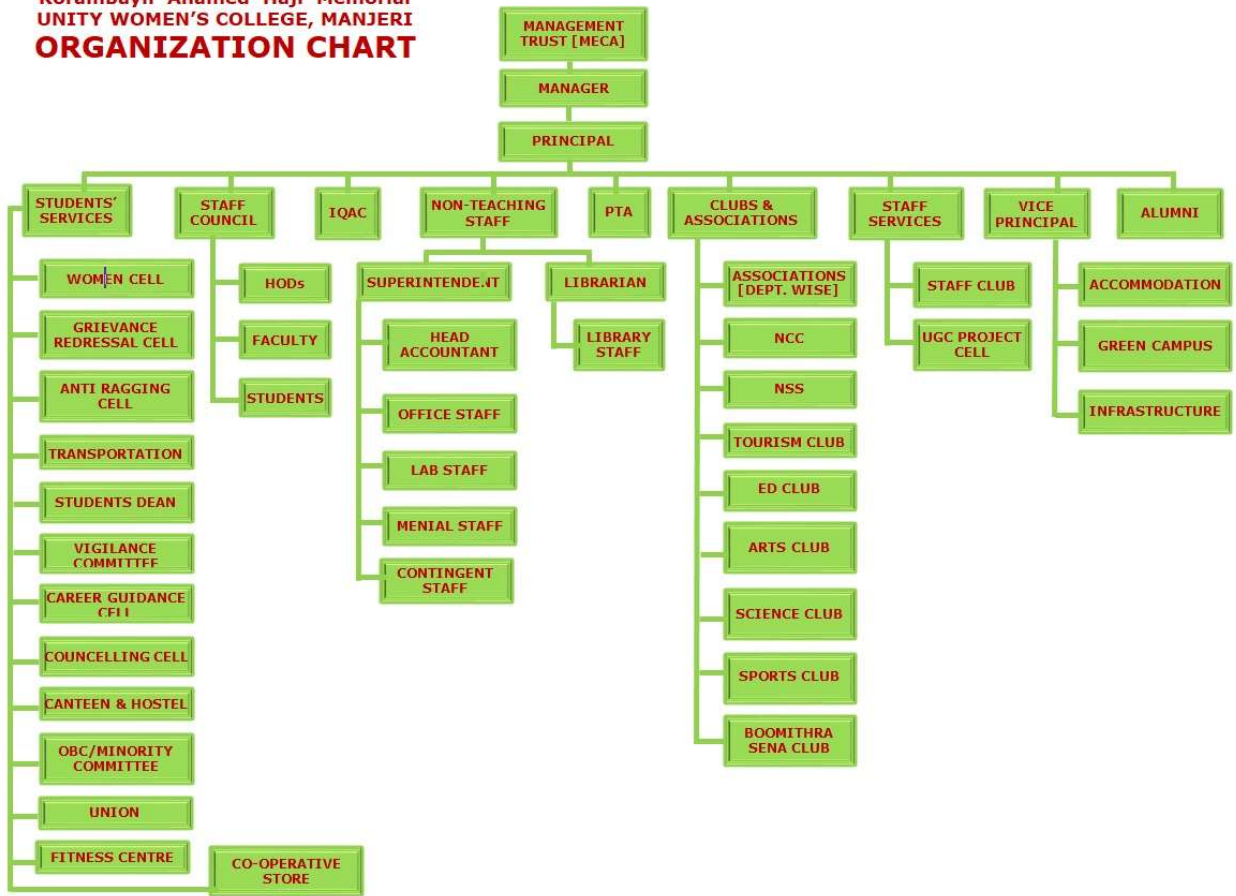 UNITY WOMEN'S COLLEGE, MANJERI
ORGANIZATION CHART
MANAGEMENT
TRUST [MECA]
MANAGER
PRINCIPAL
STUDENTS'
SERVICES
STAFF
COUNCIL
IQAC
NON-TEACHING
STAFF
PTA
CLUBS &
ASSOCIATIONS
STAFF
SERVICES
VICE
PRINCIPAL
ALUMNI
WOMEN CELL
GRIEVANCE
REDRESSAL CELL
ANTI RAGGING
CELL
TRANSPORTATION
STUDENTS DEAN
VIGILANCE
COMMITTEE
CAREER GUIDANCE
CELL
COUNCELLING CELL
CANTEEN & HOSTEL
OBC/MINORITY
COMMITTEE
UNION
FITNESS CENTRE
CO-OPERATIVE
STORE
HODs
FACULTY
STUDENTS
SUPERINTENDENT
HEAD
ACCOUNTANT
OFFICE STAFF
LAB STAFF
MENIAL STAFF
CONTINGENT
STAFF
LIBRARIAN
LIBRARY
STAFF
ASSOCIATIONS
[DEPT. WISE]
NCC
NSS
TOURISM CLUB
ED CLUB
ARTS CLUB
SCIENCE CLUB
SPORTS CLUB
BOOMITHRA
SENA CLUB
STAFF CLUB
UGC PROJECT
CELL
ACCOMMODATION
GREEN CAMPUS
INFRASTRUCTURE